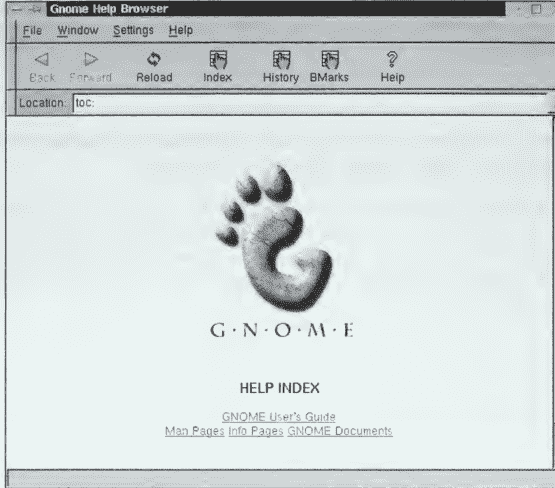 Gnome Help Browser
File Window Settings Help
Back Forward Reload Index History BMarks Help
Location: toc:
G·N·O·M·E
HELP INDEX
GNOME User's Guide
Man Pages Info Pages GNOME Documents